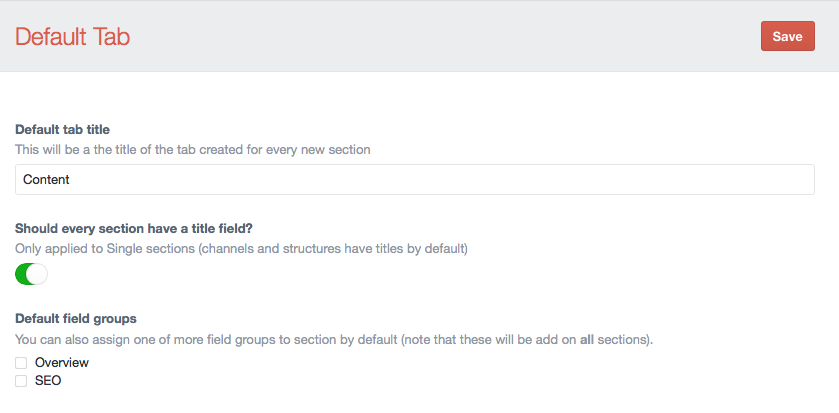 Default Tab
Save
Default tab title
This will be a the title of the tab created for every new section
Content
Should every section have a title field?
Only applied to Single sections (channels and structures have titles by default)
Default field groups
You can also assign one of more field groups to section by default (note that these will be add on all sections).
Overview
SEO